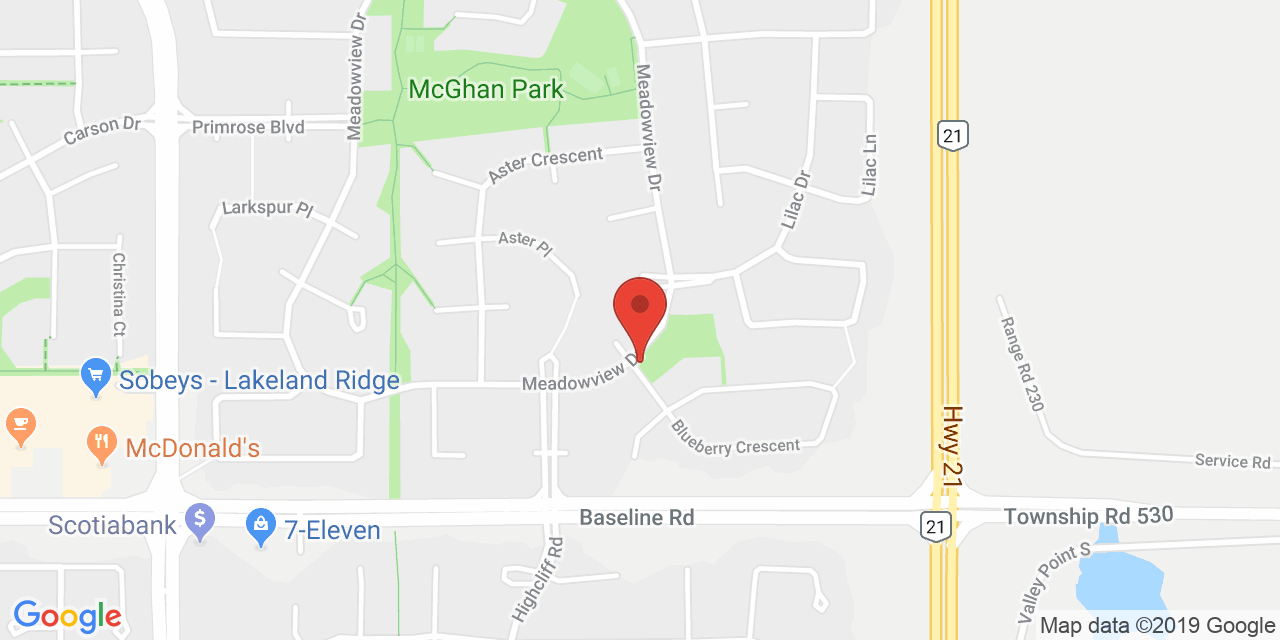 Meadowview Dr
McGhan Park
Meadowview Dr
Carson Dr
Primrose Blvd
21
Aster Crescent
Lilac Ln
Lilac Dr
Larkspur Pl
Aster Pl
Christina Ct
Range Rd 230
Meadowview D
Sobeys - Lakeland Ridge
McDonald's
Blueberry Crescent
Hwy 21
Service Rd
Scotiabank
$
7-Eleven
Baseline Rd
21
Township Rd 530
Highcliff Rd
Valley Point S
Google
Map data ©2019 Google